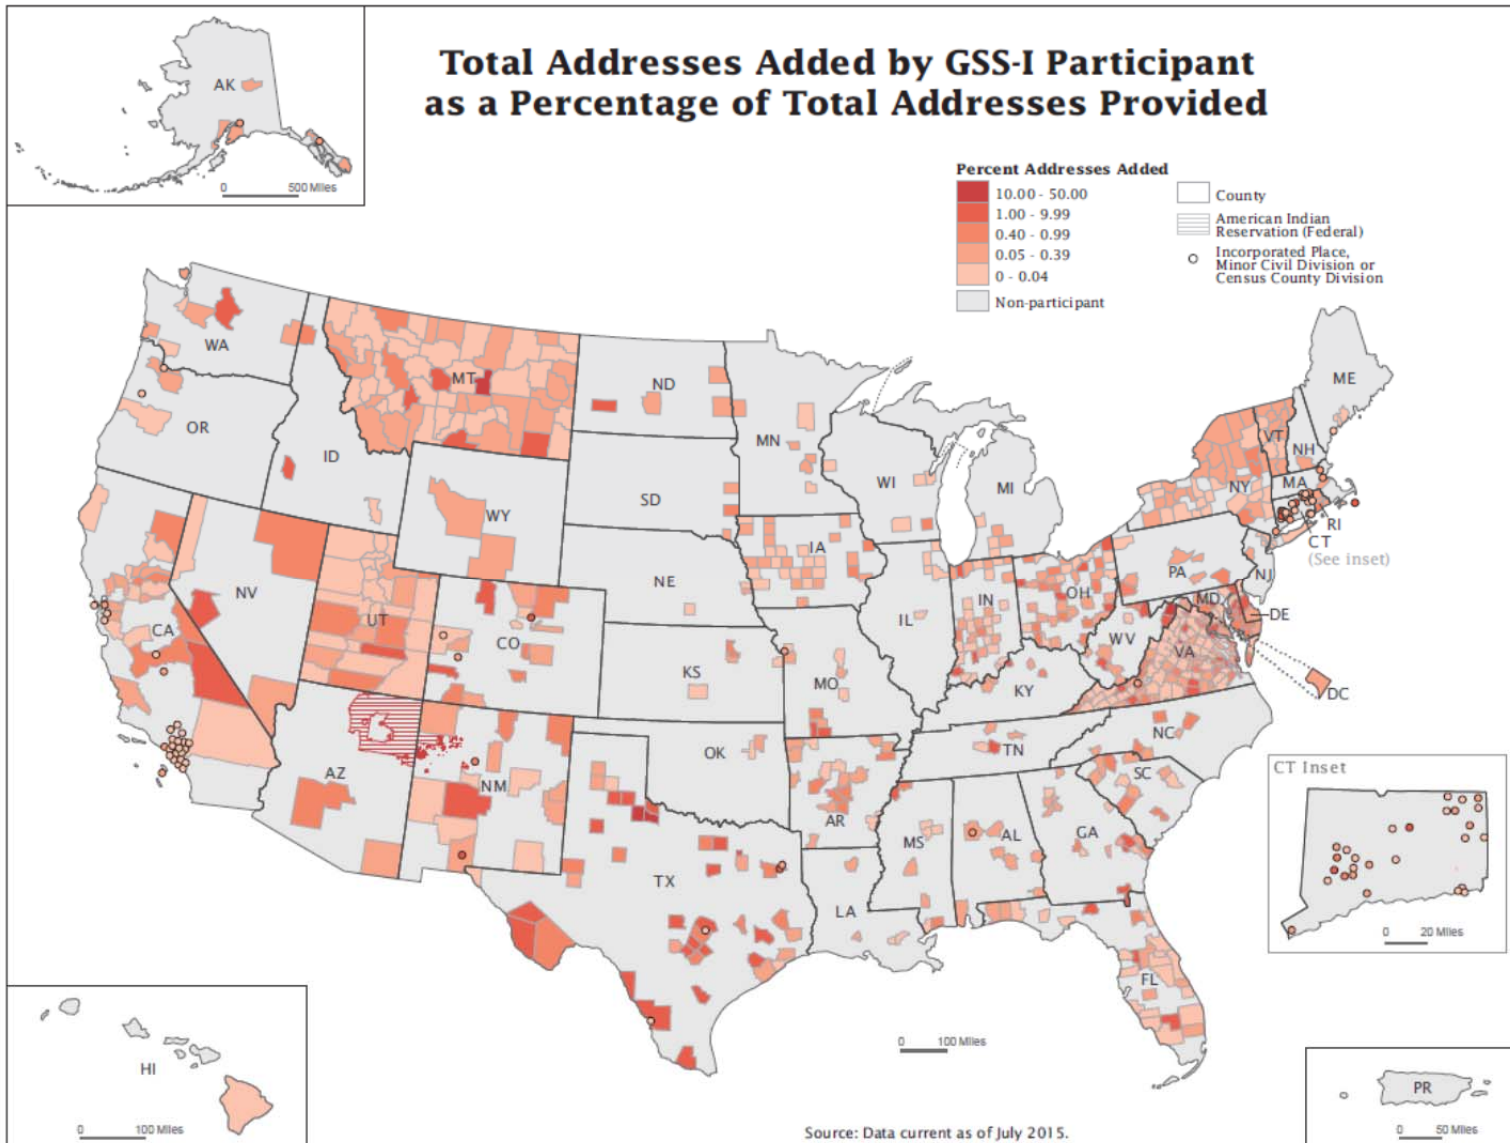 Total Addresses Added by GSS-I Participant
as a Percentage of Total Addresses Provided
AK
0 500 Miles
Percent Addresses Added
10.00 - 50.00
1.00 - 9.99
0.40 - 0.99
0.05 - 0.39
0 - 0.04
Non-participant
County
American Indian
Reservation (Federal)
Incorporated Place,
Minor Civil Division or
Census County Division
WA
MT
ND
ME
OR
ID
MN
VT
NH
WI
MI
NY
MA
SD
WY
RI
CT
(See inset)
IA
NE
PA
NJ
NV
UT
IN
OH
MD
DE
CA
CO
IL
WV
VA
KS
MO
KY
DC
OK
TN
NC
AZ
NM
SC
CT Inset
AR
MS
AL
GA
TX
LA
0 20 Miles
FL
0 100 Miles
HI
0 100 Miles
PR
0 50 Miles
Source: Data current as of July 2015.